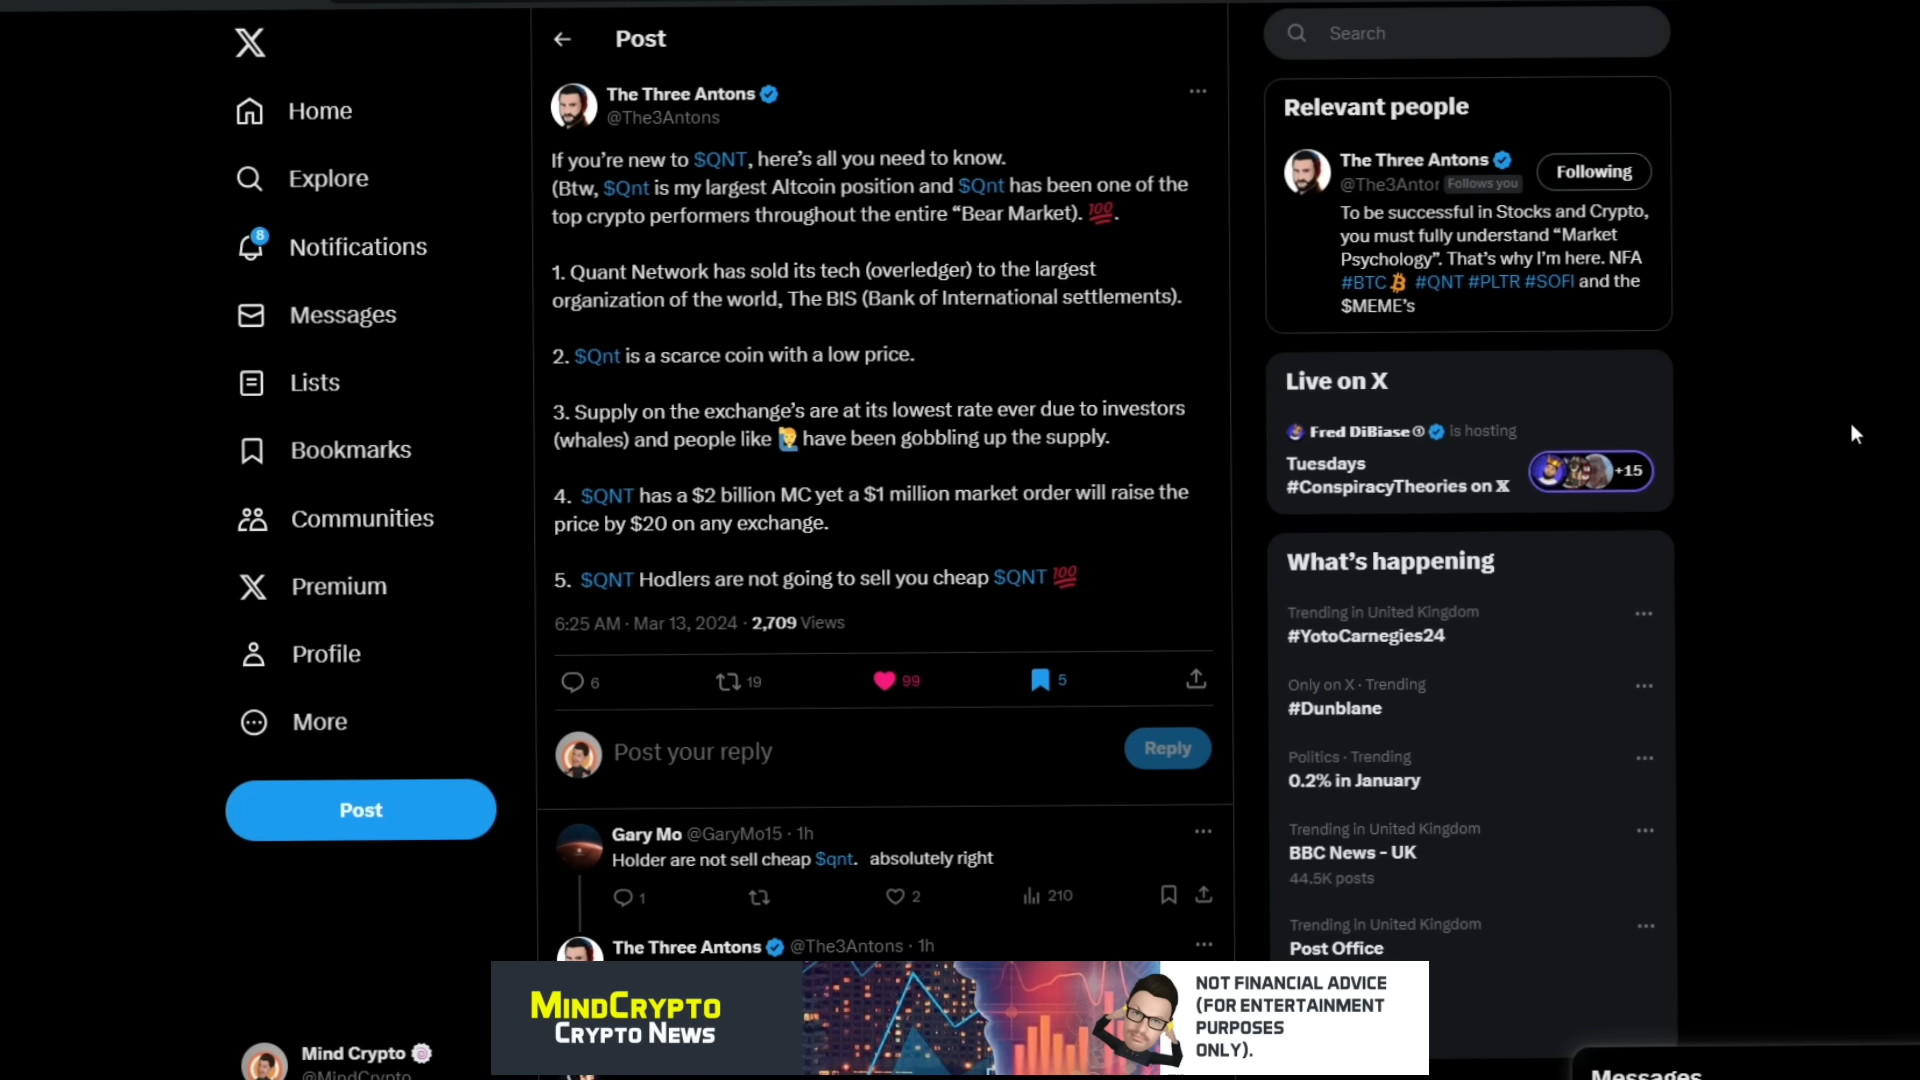 Home
Explore
8
Notifications
Messages
Lists
Bookmarks
Communities
Premium
Profile
More
Post
Mind Crypto
@MindCrypto
Post
The Three Antons
@The3Antons
If you're new to $QNT, here's all you need to know.
(Btw, $Qnt is my largest Altcoin position and $Qnt has been one of the
top crypto performers throughout the entire “Bear Market). 💯.
1. Quant Network has sold its tech (overledger) to the largest
organization of the world, The BIS (Bank of International settlements).
2. $Qnt is a scarce coin with a low price.
3. Supply on the exchange's are at its lowest rate ever due to investors
(whales) and people like 🙋‍♂️ have been gobbling up the supply.
4. $QNT has a $2 billion MC yet a $1 million market order will raise the
price by $20 on any exchange.
5. $QNT Hodlers are not going to sell you cheap $QNT 💯
6:25 AM · Mar 13, 2024 · 2,709 Views
6 19 99 5
Post your reply
Reply
Gary Mo @GaryMo15 · 1h
Holder are not sell cheap $qnt. absolutely right
1 2 210
The Three Antons @The3Antons · 1h
Search
Relevant people
The Three Antons
@The3Antor Follows you
Following
To be successful in Stocks and Crypto,
you must fully understand “Market
Psychology”. That's why I'm here. NFA
#BTC #QNT #PLTR #SOFI and the
$MEME's
Live on X
Fred DiBiase is hosting
Tuesdays
#ConspiracyTheories on X
+15
What's happening
Trending in United Kingdom
#YotoCarnegies24
Only on X · Trending
#Dunblane
Politics · Trending
0.2% in January
Trending in United Kingdom
BBC News - UK
44.5K posts
Trending in United Kingdom
Post Office
Messages
MINDCRYPTO
CRYPTO NEWS
NOT FINANCIAL ADVICE
(FOR ENTERTAINMENT
PURPOSES
ONLY).